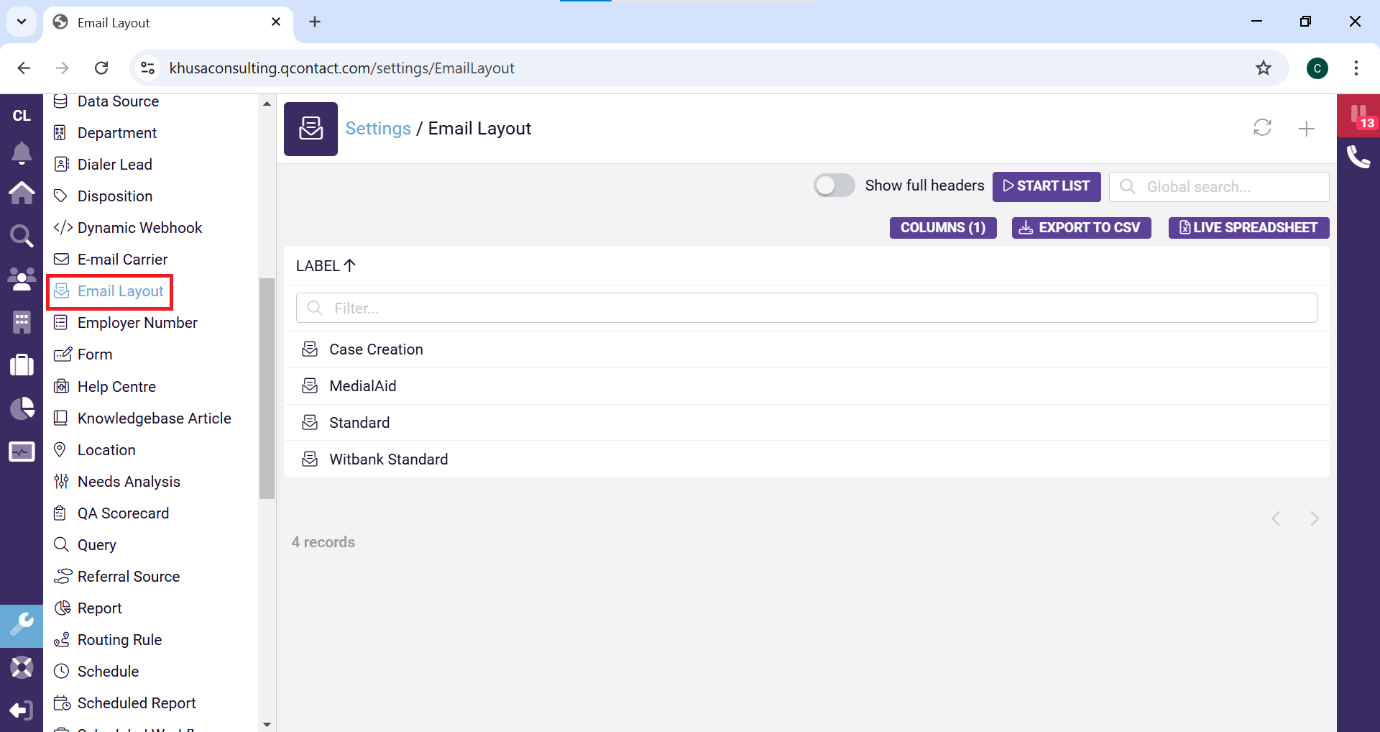 Email Layout
khusaconsulting.qcontact.com/settings/EmailLayout
C
CL
Data Source
Department
Dialer Lead
Disposition
Dynamic Webhook
E-mail Carrier
Email Layout
Employer Number
Form
Help Centre
Knowledgebase Article
Location
Needs Analysis
QA Scorecard
Query
Referral Source
Report
Routing Rule
Schedule
Scheduled Report
Settings / Email Layout
13
Show full headers
START LIST
Global search...
COLUMNS (1)
EXPORT TO CSV
LIVE SPREADSHEET
LABEL
Filter...
Case Creation
MedialAid
Standard
Witbank Standard
4 records